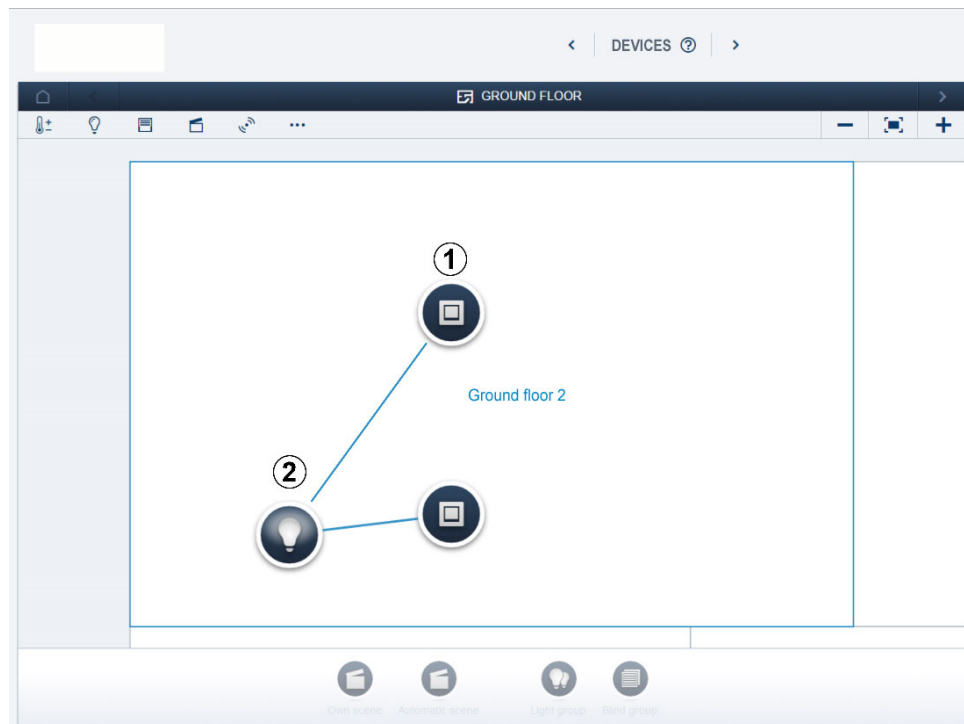 DEVICES ?
GROUND FLOOR
1
Ground floor 2
2
Own scene Automatic scene Light group Blind group